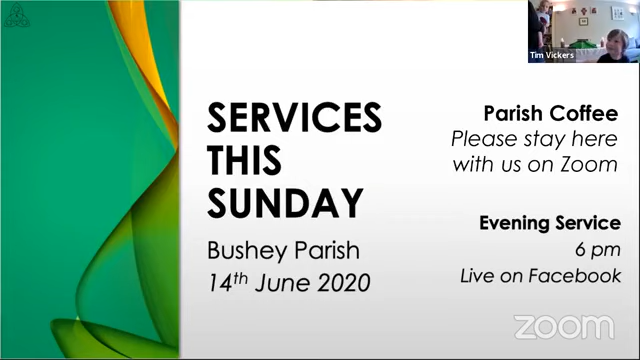 SERVICES
THIS
SUNDAY
Bushey Parish
14th June 2020
Parish Coffee
Please stay here
with us on Zoom
Evening Service
6 pm
Live on Facebook
Tim Vickers
zoom